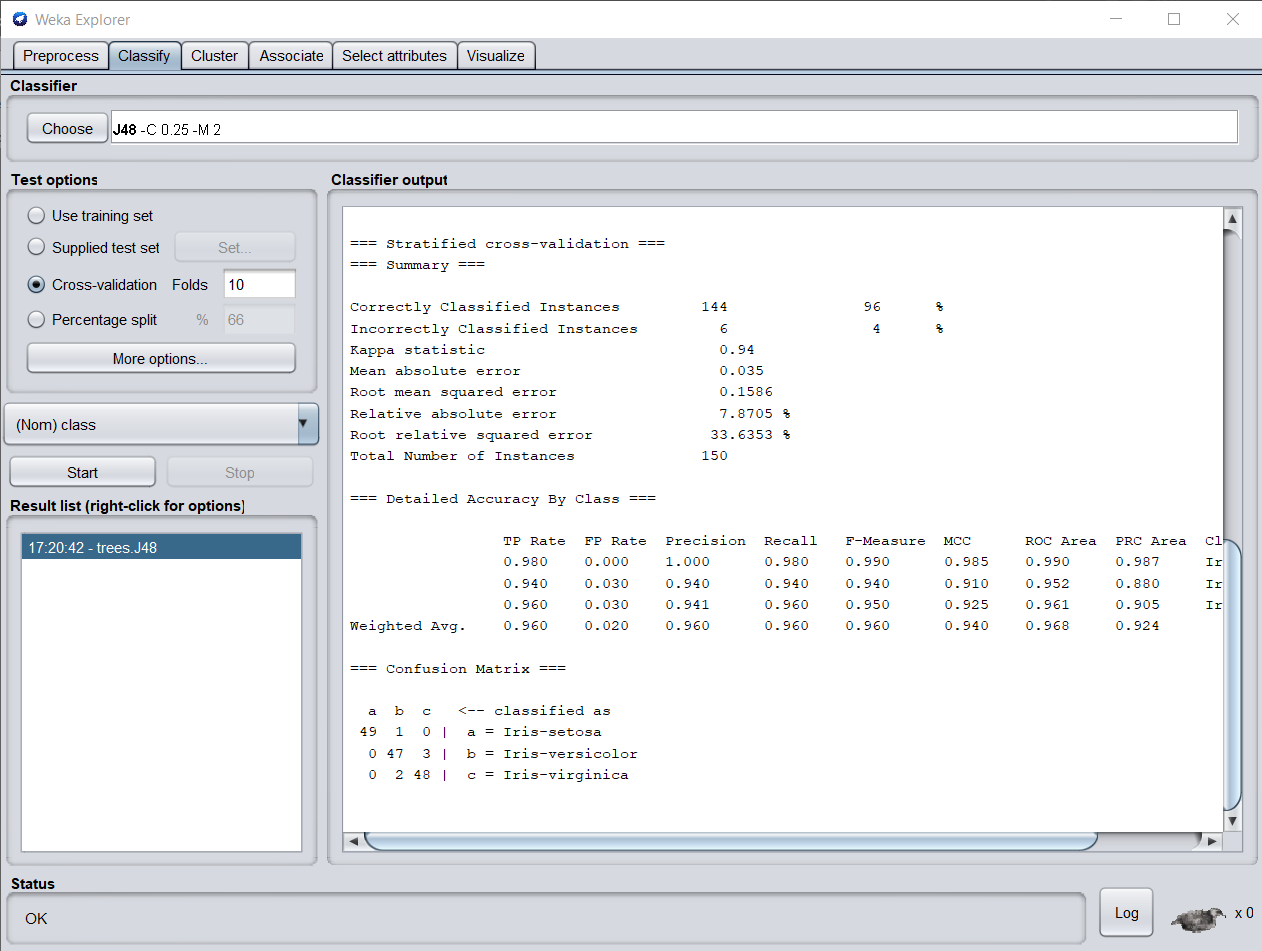 Weka Explorer
Preprocess Classify Cluster Associate Select attributes Visualize
Classifier
Choose J48 -C 0.25 -M 2
Test options
Use training set
Supplied test set Set...
Cross-validation Folds 10
Percentage split % 66
More options...
(Nom) class
Start Stop
Result list (right-click for options)
17:20:42 - trees.J48
Classifier output
=== Stratified cross-validation ===
=== Summary ===
Correctly Classified Instances 144 96 %
Incorrectly Classified Instances 6 4 %
Kappa statistic 0.94
Mean absolute error 0.035
Root mean squared error 0.1586
Relative absolute error 7.8705 %
Root relative squared error 33.6353 %
Total Number of Instances 150
=== Detailed Accuracy By Class ===
TP Rate FP Rate Precision Recall F-Measure MCC ROC Area PRC Area Cl
0.980 0.000 1.000 0.980 0.990 0.985 0.990 0.987 Ir
0.940 0.030 0.940 0.940 0.940 0.910 0.952 0.880 Ir
0.960 0.030 0.941 0.960 0.950 0.925 0.961 0.905 Ir
Weighted Avg. 0.960 0.020 0.960 0.960 0.960 0.940 0.968 0.924
=== Confusion Matrix ===
a b c <-- classified as
49 1 0 | a = Iris-setosa
0 47 3 | b = Iris-versicolor
0 2 48 | c = Iris-virginica
Status
OK
Log
x 0